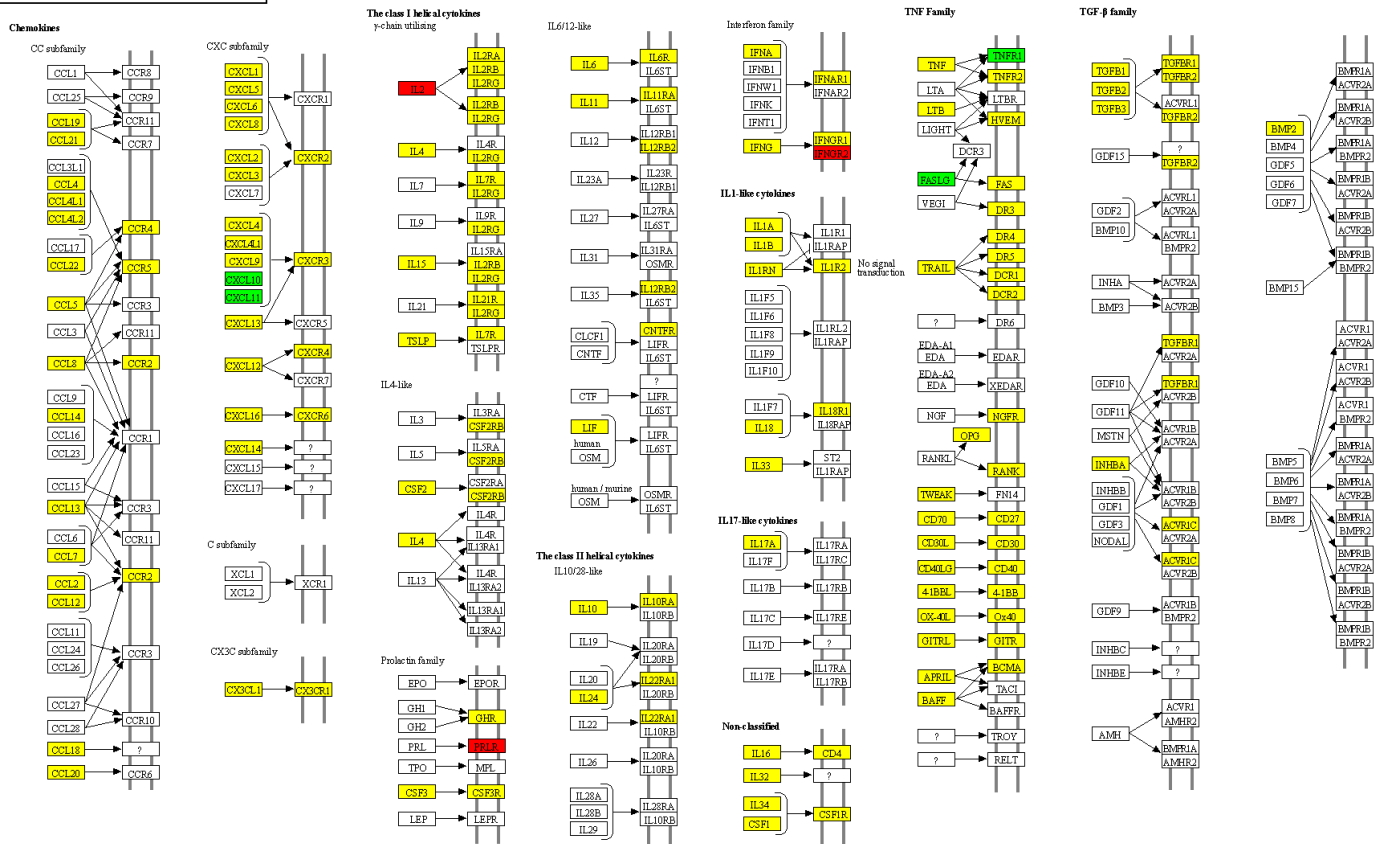 Chemokines
CC subfamily
CCL1
CCR8
CCL25
CCR9
CCL19
CCR11
CCL21
CCR7
CCL3L1
CCL4
CCL4L1
CCL4L2
CCR4
CCL17
CCL22
CCR5
CCL5
CCR3
CCL3
CCR11
CCL8
CCR2
CCL9
CCL14
CCL16
CCL23
CCR1
CCL15
CCL13
CCR3
CCL6
CCR11
CCL7
CCR2
CCL2
CCL12
CCL11
CCL24
CCL26
CCR3
CCL27
CCL28
CCR10
CCL18
?
CCL20
CCR6
CXC subfamily
CXCL1
CXCL5
CXCL6
CXCL8
CXCR1
CXCL2
CXCL3
CXCL7
CXCR2
CXCL4
CXCL4L1
CXCL9
CXCL10
CXCL11
CXCR3
CXCL13
CXCR5
CXCL12
CXCR4
CXCR7
CXCL16
CXCR6
CXCL14
?
CXCL15
?
CXCL17
?
C subfamily
XCL1
XCL2
XCR1
CX3C subfamily
CX3CL1
CX3CR1
The class I helical cytokines
γ-chain utilising
IL2
IL2RA
IL2RB
IL2RG
IL2RB
IL2RG
IL4
IL4R
IL2RG
IL7
IL7R
IL2RG
IL9
IL9R
IL2RG
IL15
IL15RA
IL2RB
IL2RG
IL21
IL21R
IL2RG
TSLP
IL7R
TSLPR
IL4-like
IL3
IL3RA
CSF2RB
IL5
IL5RA
CSF2RB
CSF2
CSF2RA
CSF2RB
IL4
IL4R
IL4R
IL13RA1
IL13
IL4R
IL13RA2
IL13RA1
IL13RA2
Prolactin family
EPO
EPOR
GH1
GH2
GHR
PRL
PRLR
TPO
MPL
CSF3
CSF3R
LEP
LEPR
IL6/12-like
IL6
IL6R
IL6ST
IL11
IL11RA
IL6ST
IL12
IL12RB1
IL12RB2
IL23A
IL23R
IL12RB1
IL27
IL27RA
IL6ST
IL31
IL31RA
OSMR
IL35
IL12RB2
IL6ST
CLCF1
CNTF
CNTFR
LIFR
IL6ST
CTF
?
LIFR
IL6ST
LIF
human
OSM
LIFR
IL6ST
human / murine
OSM
OSMR
IL6ST
The class II helical cytokines
IL10/28-like
IL10
IL10RA
IL10RB
IL19
IL20RA
IL20RB
IL20
IL24
IL22RA1
IL20RB
IL22
IL22RA1
IL10RB
IL26
IL20RA
IL10RB
IL28A
IL28B
IL29
IL28RA
IL10RB
Interferon family
IFNA
IFNB1
IFNW1
IFNK
IFNT1
IFNAR1
IFNAR2
IFNG
IFNGR1
IFNGR2
IL1-like cytokines
IL1A
IL1B
IL1RN
IL1R1
IL1RAP
IL1R2
No signal
transduction
IL1F5
IL1F6
IL1F8
IL1F9
IL1F10
IL1RL2
IL1RAP
IL1F7
IL18
IL18R1
IL18RAP
IL33
ST2
IL1RAP
IL17-like cytokines
IL17A
IL17F
IL17RA
IL17RC
IL17B
IL17RB
IL17C
IL17RE
IL17D
?
IL17E
IL17RA
IL17RB
Non-classified
IL16
CD4
IL32
?
IL34
CSF1
CSF1R
TNF Family
TNF
TNFR1
TNFR2
LTA
LTBR
LTB
HVEM
LIGHT
DCR3
FASLG
FAS
VEGI
DR3
TRAIL
DR4
DR5
DCR1
DCR2
?
DR6
EDA-A1
EDA
EDAR
EDA-A2
EDA
XEDAR
NGF
NGFR
OPG
RANKL
RANK
TWEAK
FN14
CD70
CD27
CD30L
CD30
CD40LG
CD40
4-1BBL
4-1BB
OX-40L
Ox40
GITRL
GITR
APRIL
BCMA
TACI
BAFF
BAFFR
?
TROY
?
RELT
TGF-β family
TGFB1
TGFB2
TGFB3
TGFBR1
TGFBR2
ACVRL1
TGFBR2
GDF15
?
TGFBR2
GDF2
BMP10
ACVRL1
ACVR2A
ACVRL1
BMPR2
INHA
BMP3
ACVR2A
ACVR2B
GDF10
GDF11
MSTN
INHBA
INHBB
GDF1
GDF3
NODAL
TGFBR1
ACVR2A
TGFBR1
ACVR2B
ACVR1B
ACVR2A
ACVR1B
ACVR2B
ACVR1C
ACVR2A
ACVR1C
ACVR2B
GDF9
ACVR1B
BMPR2
INHBC
?
INHBE
?
AMH
ACVR1
AMHR2
BMPR1A
AMHR2
BMP2
BMP4
GDF5
GDF6
GDF7
BMP15
BMPR1A
ACVR2A
BMPR1A
ACVR2B
BMPR1A
BMPR2
BMPR1B
ACVR2A
BMPR1B
ACVR2B
BMPR1B
BMPR2
BMP5
BMP6
BMP7
BMP8
ACVR1
ACVR2A
ACVR1
ACVR2B
ACVR1
BMPR2
BMPR1A
ACVR2A
BMPR1A
ACVR2B
BMPR1A
BMPR2
BMPR1B
ACVR2A
BMPR1B
ACVR2B
BMPR1B
BMPR2